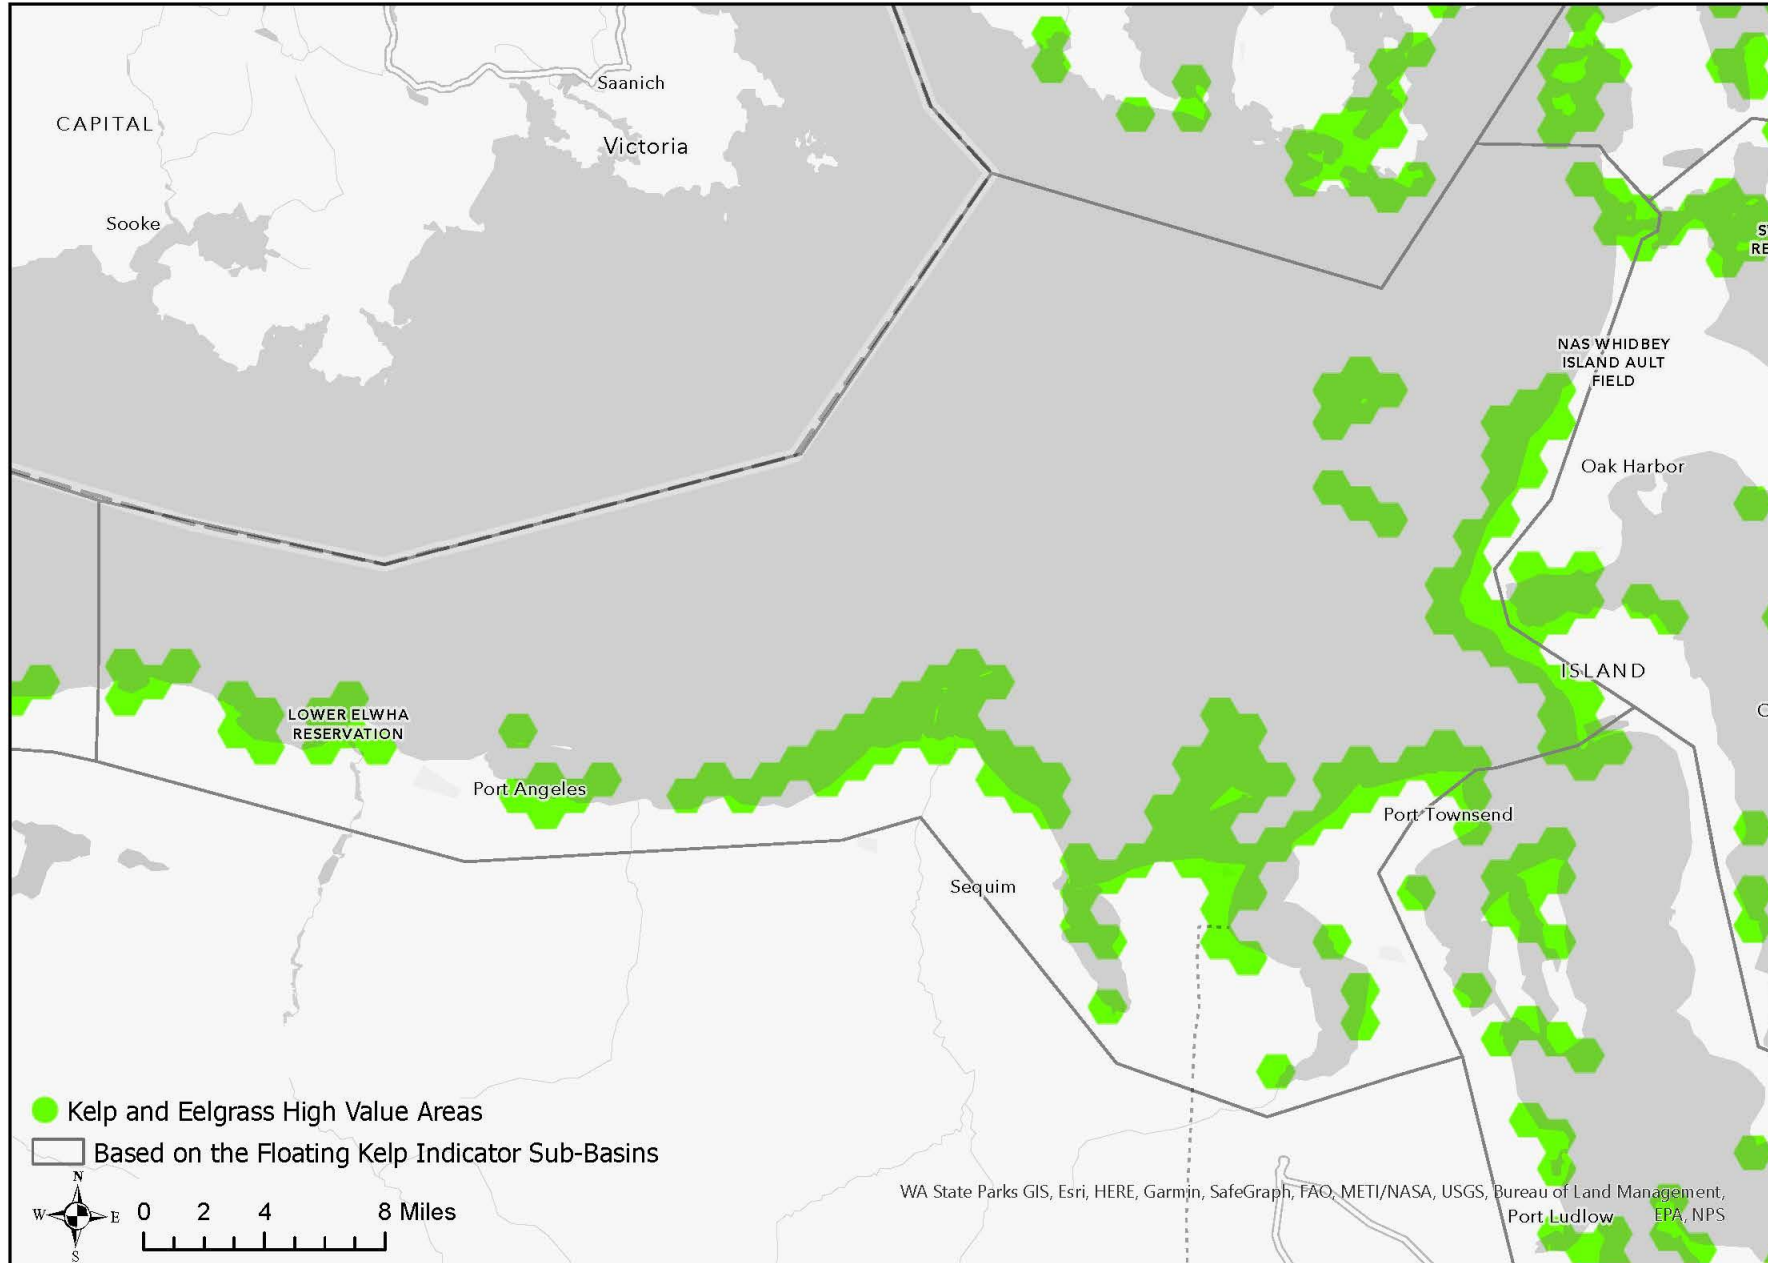 Saanich
CAPITAL
Victoria
Sooke
NAS WHIDBEY
ISLAND AULT
FIELD
Oak Harbor
ISLAND
LOWER ELWHA
RESERVATION
Port Angeles
Port Townsend
Sequim
Kelp and Eelgrass High Value Areas
Based on the Floating Kelp Indicator Sub-Basins
N
W
E
S
0 2 4 8 Miles
WA State Parks GIS, Esri, HERE, Garmin, SafeGraph, FAO, METI/NASA, USGS, Bureau of Land Management,
EPA, NPS
Port Ludlow